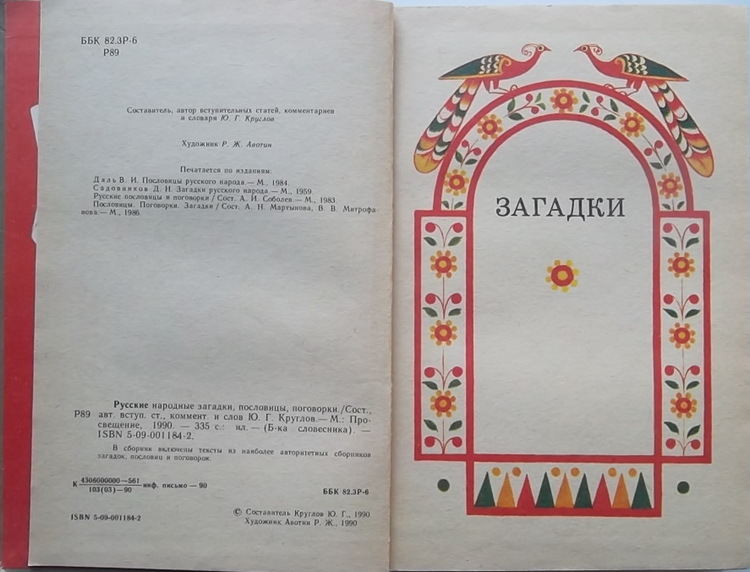 ББК 82.3Р-6
Р89
Составитель, автор вступительных статей, комментариев
и словаря Ю. Г. Круглов
Художник Р. Ж. Авотин
Печатается по изданиям:
Даль В. И. Пословицы русского народа.— М., 1984.
Садовников Д. Н. Загадки русского народа.— М., 1959.
Русские пословицы и поговорки / Сост. А. И. Соболев.— М., 1983
Пословицы. Поговорки. Загадки / Сост. А. Н. Мартынова, В. В. Митрофа-
нова.— М., 1986.
Русские народные загадки, пословицы, поговорки./Сост.,
Р89 авт. вступ. ст., коммент. и слов Ю. Г. Круглов.— М.: Про-
свещение, 1990. — 335 с.: ил.— (Б-ка словесника). —
ISBN 5-09-001184-2.
В сборник включены тексты из наиболее авторитетных сборников
загадок, пословиц и поговорок.
К 4306000000—561
103(03)—90 инф. письмо — 90
ББК 82.3Р-6
ISBN 5-09-001184-2
© Составитель Круглов Ю. Г., 1990
Художник Авотин Р. Ж., 1990
ЗАГАДКИ